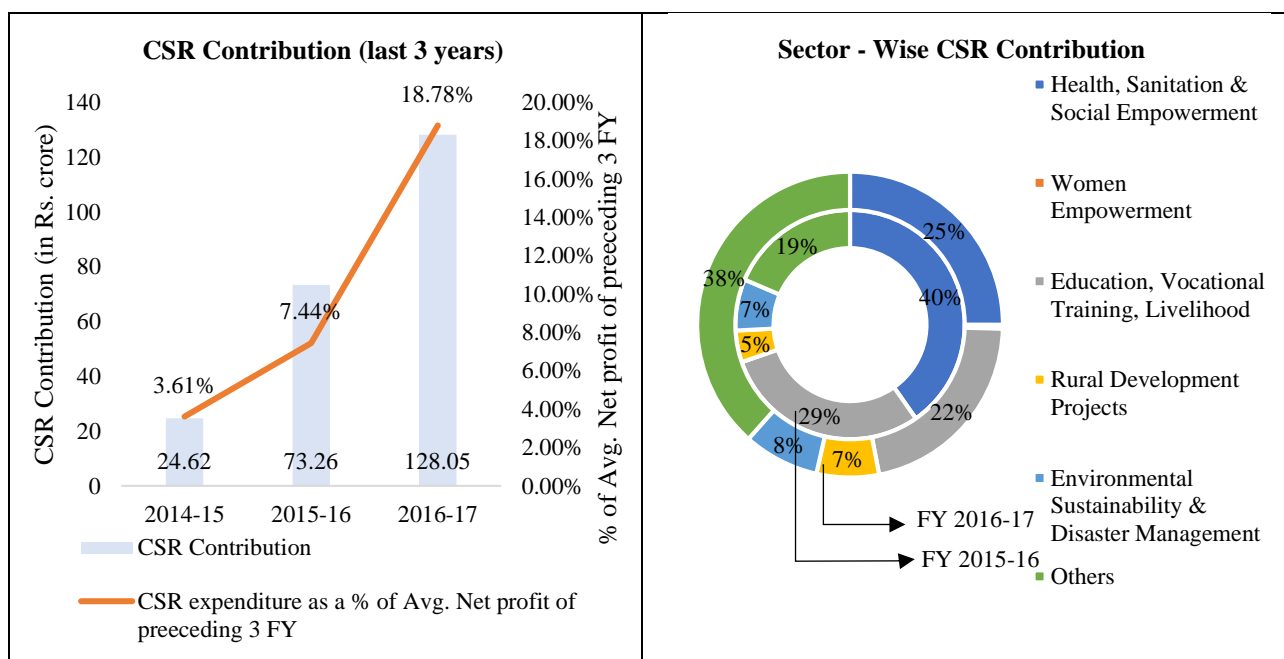 CSR Contribution (last 3 years)
CSR Contribution (in Rs. crore)
140
120
100
80
60
40
20
0
18.78%
7.44%
3.61%
24.62
73.26
128.05
20.00%
18.00%
16.00%
14.00%
12.00%
10.00%
8.00%
6.00%
4.00%
2.00%
0.00%
% of Avg. Net profit of preeceding 3 FY
2014-15
2015-16
2016-17
CSR Contribution
CSR expenditure as a % of Avg. Net profit of
preeceding 3 FY
Sector - Wise CSR Contribution
25%
19%
40%
38%
7%
5%
29%
22%
8%
7%
FY 2016-17
FY 2015-16
Health, Sanitation &
Social Empowerment
Women
Empowerment
Education, Vocational
Training, Livelihood
Rural Development
Projects
Environmental
Sustainability &
Disaster Management
Others